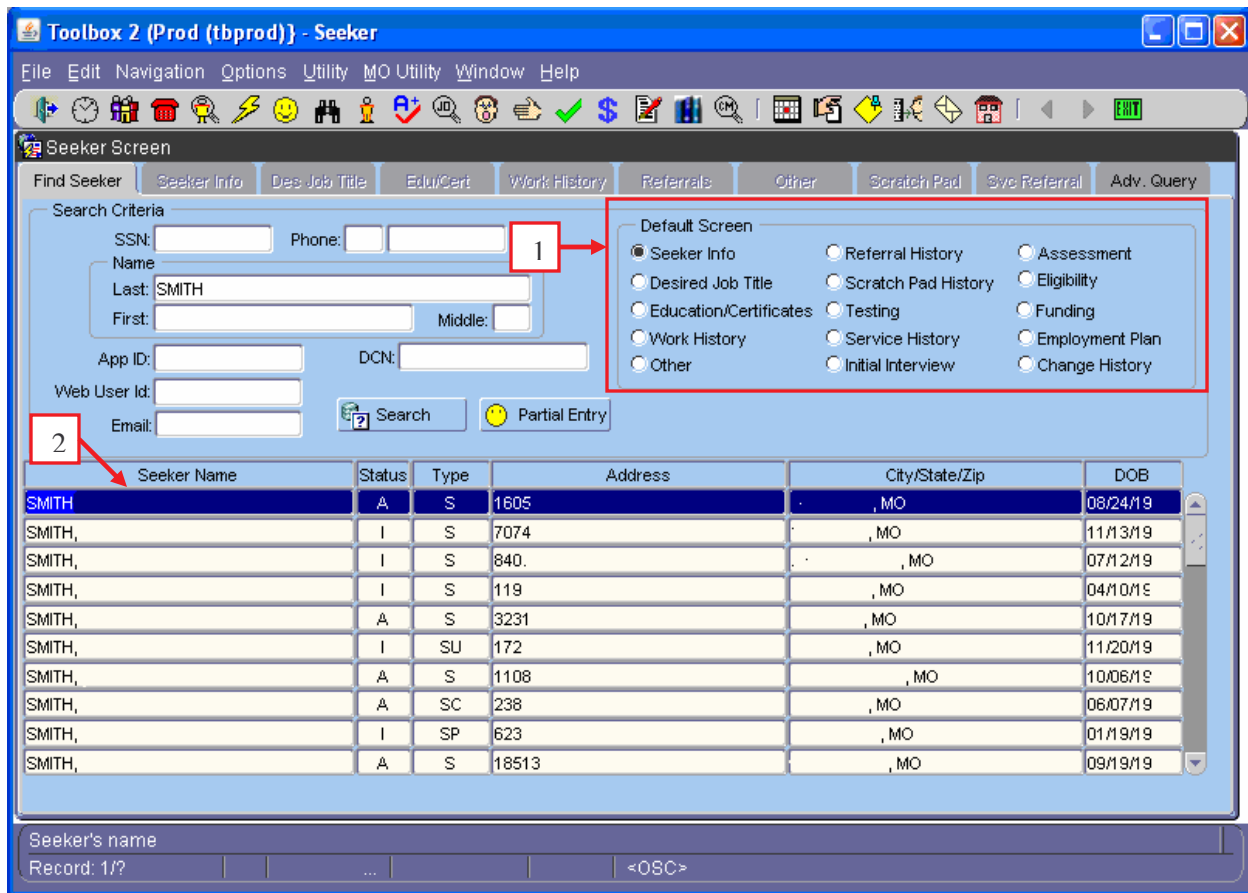 Toolbox 2 (Prod (tbprod)} - Seeker
File Edit Navigation Options Utility MO Utility Window Help
A+ JD $ CM EXIT
Seeker Screen
Find Seeker Seeker Info Des Job Title Edu/Cert Work History Referrals Other Scratch Pad Svc Referral Adv. Query
Search Criteria
SSN: Phone:
Name
Last: SMITH
First: Middle:
App ID: DCN:
Web User Id:
Email:
? Search Partial Entry
1
Default Screen
Seeker Info Referral History Assessment
Desired Job Title Scratch Pad History Eligibility
Education/Certificates Testing Funding
Work History Service History Employment Plan
Other Initial Interview Change History
2
Seeker Name Status Type Address City/State/Zip DOB
SMITH A S 1605 , MO 08/24/19
SMITH, I S 7074 , MO 11/13/19
SMITH, I S 840. , MO 07/12/19
SMITH, I S 119 , MO 04/10/19
SMITH, A S 3231 , MO 10/17/19
SMITH, I SU 172 , MO 11/20/19
SMITH, A S 1108 , MO 10/06/19
SMITH, A SC 238 , MO 06/07/19
SMITH, I SP 623 , MO 01/19/19
SMITH, A S 18513 , MO 09/19/19
Seeker's name
Record: 1/? ... <OSC>